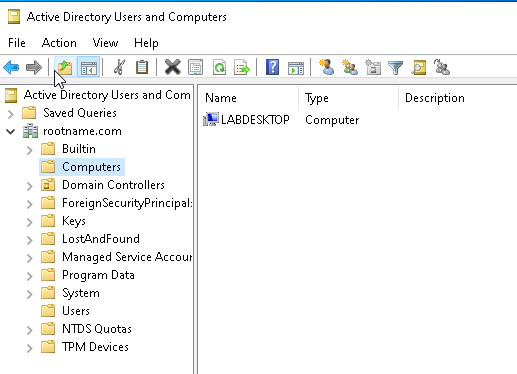 Active Directory Users and Computers
File Action View Help
Active Directory Users and Com
Saved Queries
rootname.com
Builtin
Computers
Domain Controllers
ForeignSecurityPrincipals
Keys
LostAndFound
Managed Service Accour
Program Data
System
Users
NTDS Quotas
TPM Devices
Name Type Description
LABDESKTOP Computer